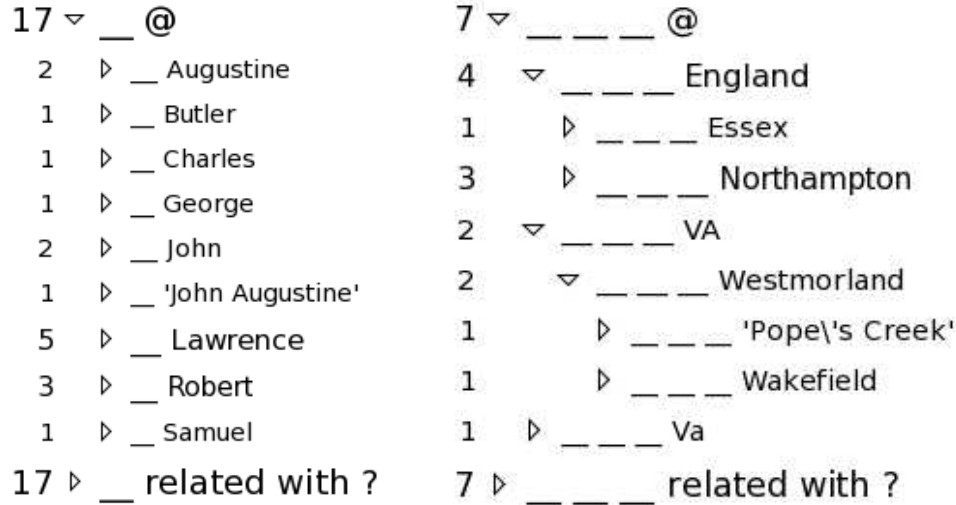 17 ▽ __ @
2 ▷ __ Augustine
1 ▷ __ Butler
1 ▷ __ Charles
1 ▷ __ George
2 ▷ __ John
1 ▷ __ 'John Augustine'
5 ▷ __ Lawrence
3 ▷ __ Robert
1 ▷ __ Samuel
17 ▷ __ related with ?
7 ▽ __ __ __ @
4 ▽ __ __ __ England
1 ▷ __ __ __ Essex
3 ▷ __ __ __ Northampton
2 ▽ __ __ __ VA
2 ▽ __ __ __ Westmorland
1 ▷ __ __ __ 'Pope\'s Creek'
1 ▷ __ __ __ Wakefield
1 ▷ __ __ __ Va
7 ▷ __ __ __ related with ?